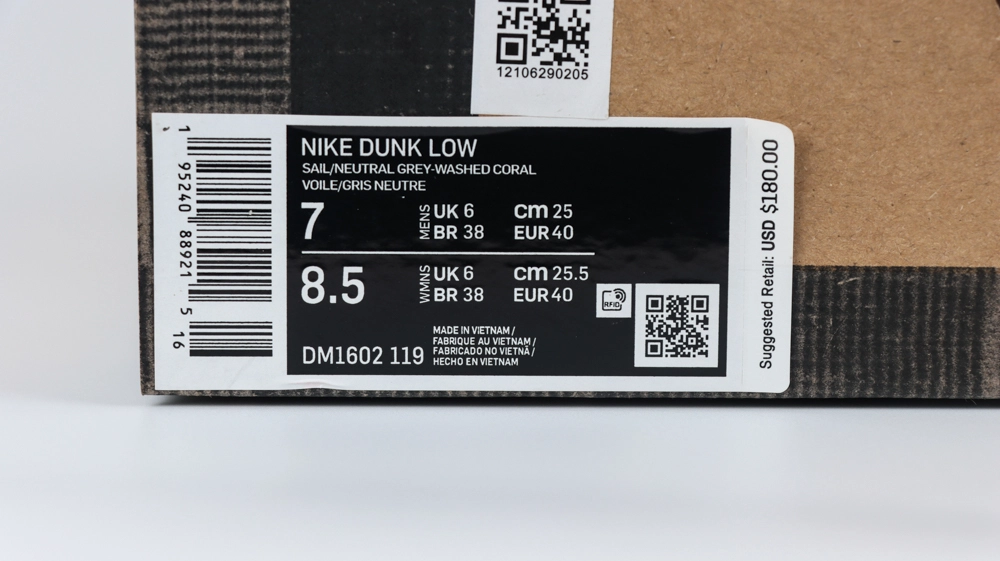 12106290205
1 95240 88921 5 16
NIKE DUNK LOW
SAIL/NEUTRAL GREY-WASHED CORAL
VOILE/GRIS NEUTRE
7 MENS UK 6 cm 25
BR 38 EUR 40
8.5 WMNS UK 6 cm 25.5
BR 38 EUR 40
RFID
DM1602 119
MADE IN VIETNAM /
FABRIQUE AU VIETNAM /
FABRICADO NO VIETNÃ /
HECHO EN VIETNAM
Suggested Retail: USD $180.00